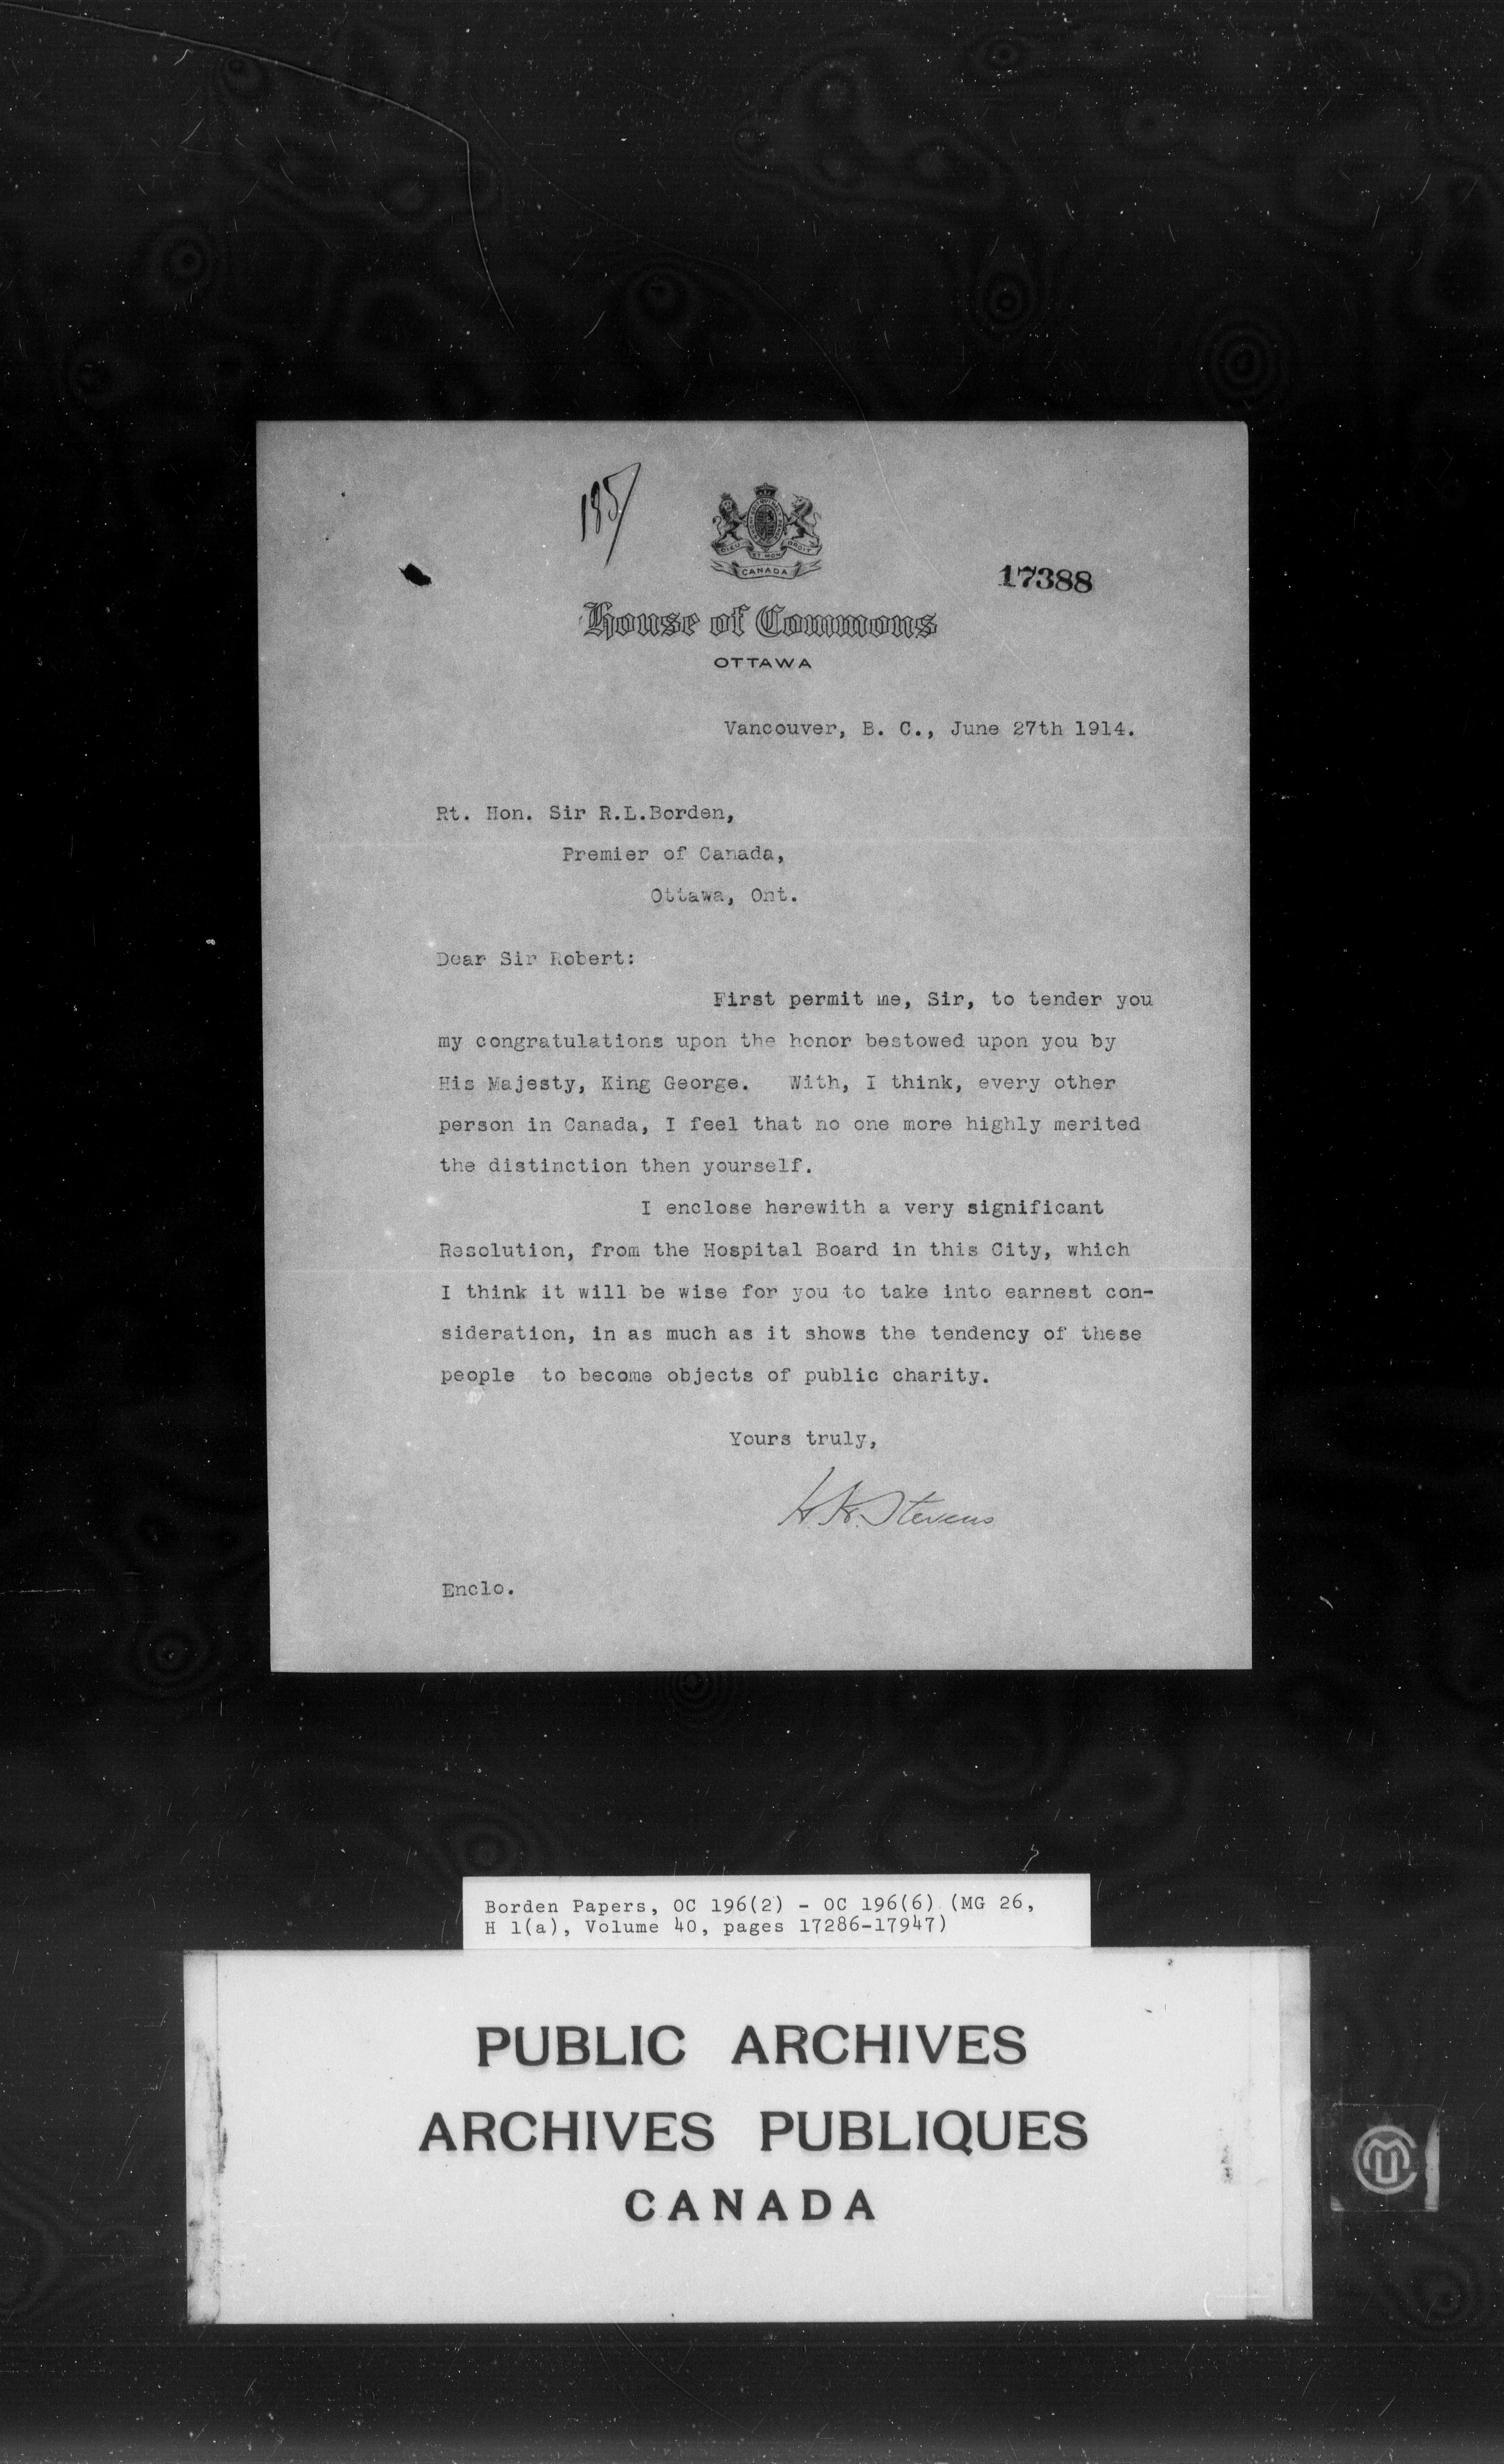 195/
DIEU ET MON DROIT
CANADA
17388
House of Commons
OTTAWA
Vancouver, B. C., June 27th 1914.
Rt. Hon. Sir R.L.Borden,
Premier of Canada,
Ottawa, Ont.
Dear Sir Robert:
First permit me, Sir, to tender you
my congratulations upon the honor bestowed upon you by
His Majesty, King George. With, I think, every other
person in Canada, I feel that no one more highly merited
the distinction then yourself.
I enclose herewith a very significant
Resolution, from the Hospital Board in this City, which
I think it will be wise for you to take into earnest con-
sideration, in as much as it shows the tendency of these
people to become objects of public charity.
Yours truly,
H. H. Stevens
Enclo.
Borden Papers, OC 196(2) - OC 196(6) (MG 26,
H 1(a), Volume 40, pages 17286-17947)
PUBLIC ARCHIVES
ARCHIVES PUBLIQUES
CANADA